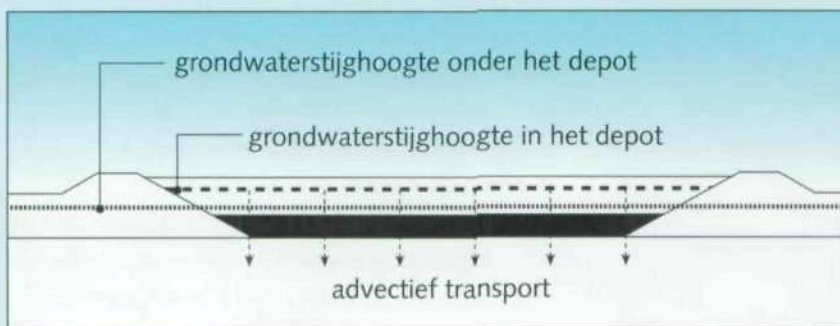 grondwaterstijghoogte onder het depot
grondwaterstijghoogte in het depot
advectief transport